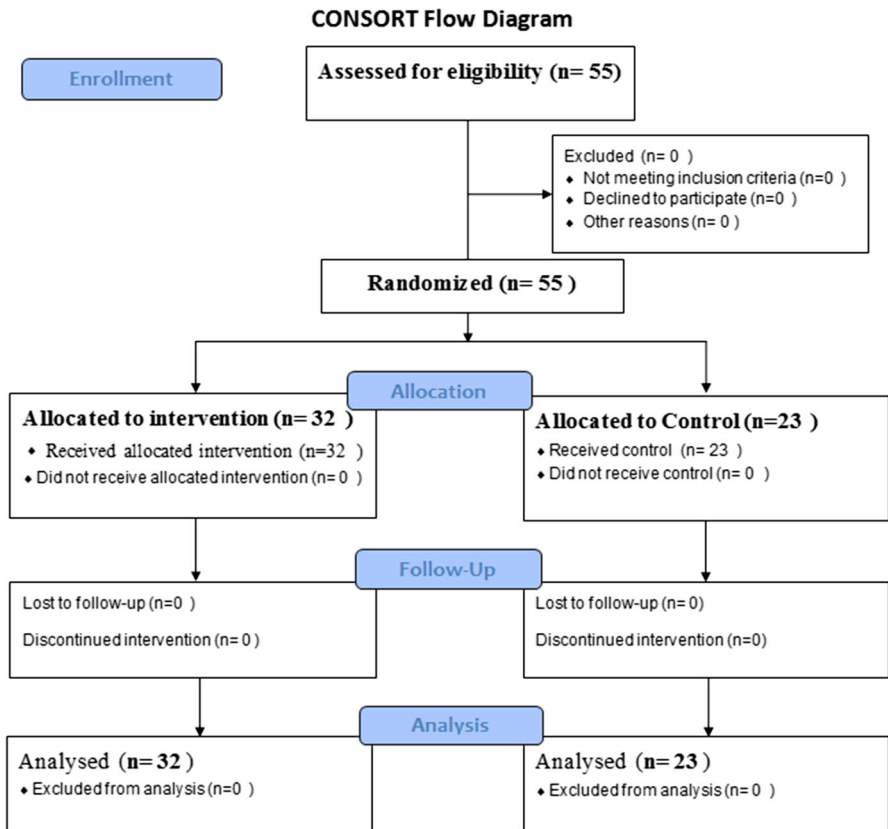 CONSORT Flow Diagram
Enrollment
Assessed for eligibility (n= 55)
Excluded (n= 0 )
♦ Not meeting inclusion criteria (n=0 )
♦ Declined to participate (n=0 )
♦ Other reasons (n= 0 )
Randomized (n= 55 )
Allocation
Allocated to intervention (n= 32 )
♦ Received allocated intervention (n=32 )
♦ Did not receive allocated intervention (n= 0 )
Allocated to Control (n=23 )
♦ Received control (n= 23 )
♦ Did not receive control (n= 0 )
Follow-Up
Lost to follow-up (n=0 )
Discontinued intervention (n= 0 )
Lost to follow-up (n= 0)
Discontinued intervention (n=0)
Analysis
Analysed (n= 32 )
♦ Excluded from analysis (n=0 )
Analysed (n= 23 )
♦ Excluded from analysis (n= 0 )